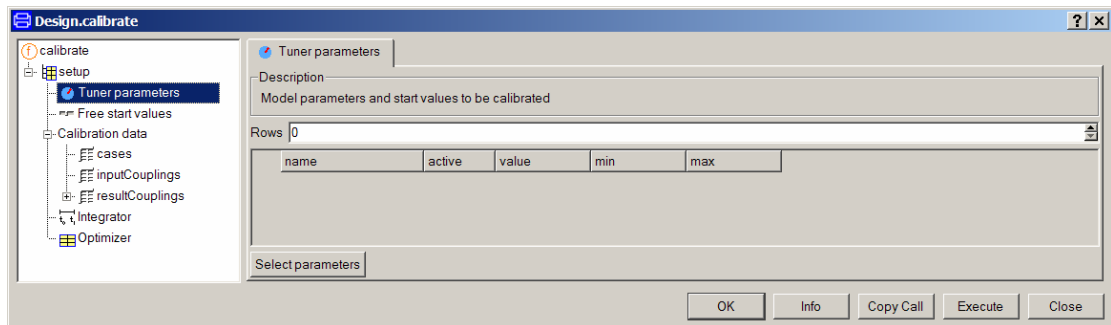 Design.calibrate
? ×
f calibrate
setup
Tuner parameters
Free start values
Calibration data
cases
inputCouplings
resultCouplings
Integrator
Optimizer
Tuner parameters
Description
Model parameters and start values to be calibrated
Rows 0
name active value min max
Select parameters
OK Info Copy Call Execute Close